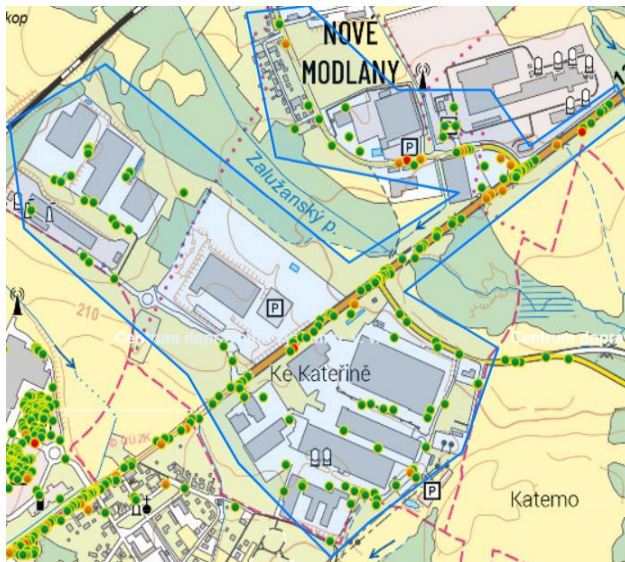 kop
NOVÉ
MODLANY
P
Zalužanský p.
P
210
Ke Kateřině
P
Katemo